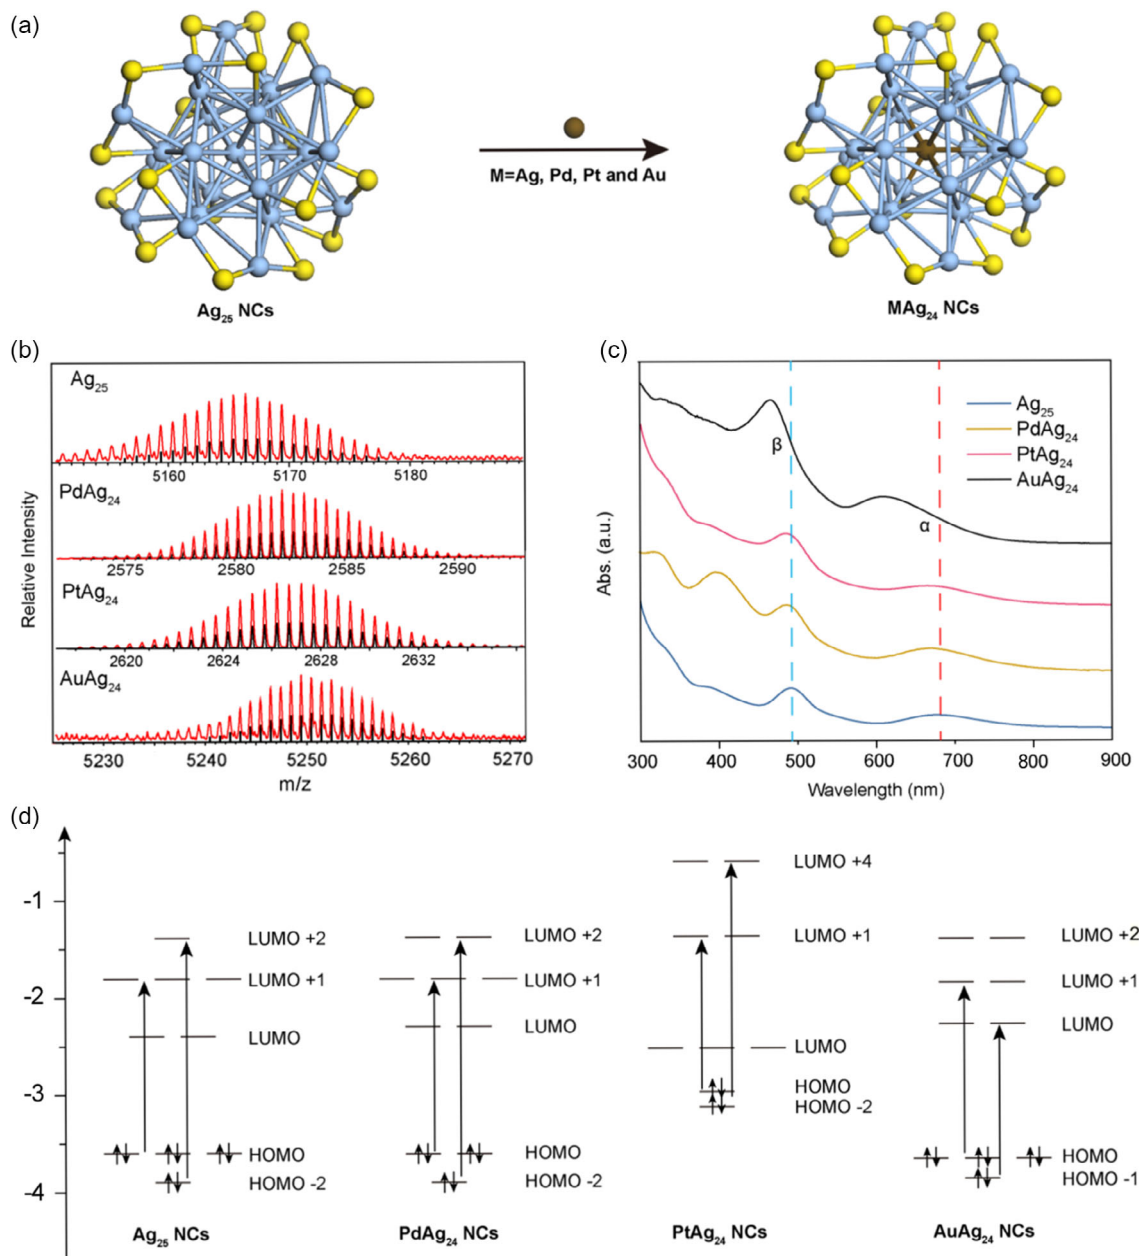 (a)
M=Ag, Pd, Pt and Au
Ag₂₅ NCs
MAg₂₄ NCs
(b)
Relative Intensity
Ag₂₅
5160 5170 5180
PdAg₂₄
2575 2580 2585 2590
PtAg₂₄
2620 2624 2628 2632
AuAg₂₄
5230 5240 5250 5260 5270
m/z
(c)
Abs. (a.u.)
β
α
Ag₂₅
PdAg₂₄
PtAg₂₄
AuAg₂₄
300 400 500 600 700 800 900
Wavelength (nm)
(d)
-1
-2
-3
-4
LUMO +2
LUMO +1
LUMO
HOMO
HOMO -2
Ag₂₅ NCs
LUMO +2
LUMO +1
LUMO
HOMO
HOMO -2
PdAg₂₄ NCs
LUMO +4
LUMO +1
LUMO
HOMO
HOMO -2
PtAg₂₄ NCs
LUMO +2
LUMO +1
LUMO
HOMO
HOMO -1
AuAg₂₄ NCs